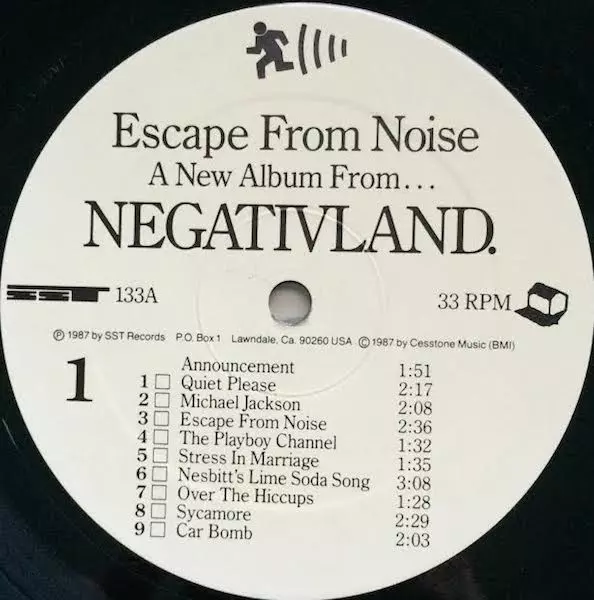 Escape From Noise
A New Album From...
NEGATIVLAND.
SST 133A 33 RPM
Ⓟ 1987 by SST Records P.O. Box 1 Lawndale, Ca. 90260 USA © 1987 by Cesstone Music (BMI)
1
Announcement 1:51
1 Quiet Please 2:17
2 Michael Jackson 2:08
3 Escape From Noise 2:36
4 The Playboy Channel 1:32
5 Stress In Marriage 1:35
6 Nesbitt's Lime Soda Song 3:08
7 Over The Hiccups 1:28
8 Sycamore 2:29
9 Car Bomb 2:03